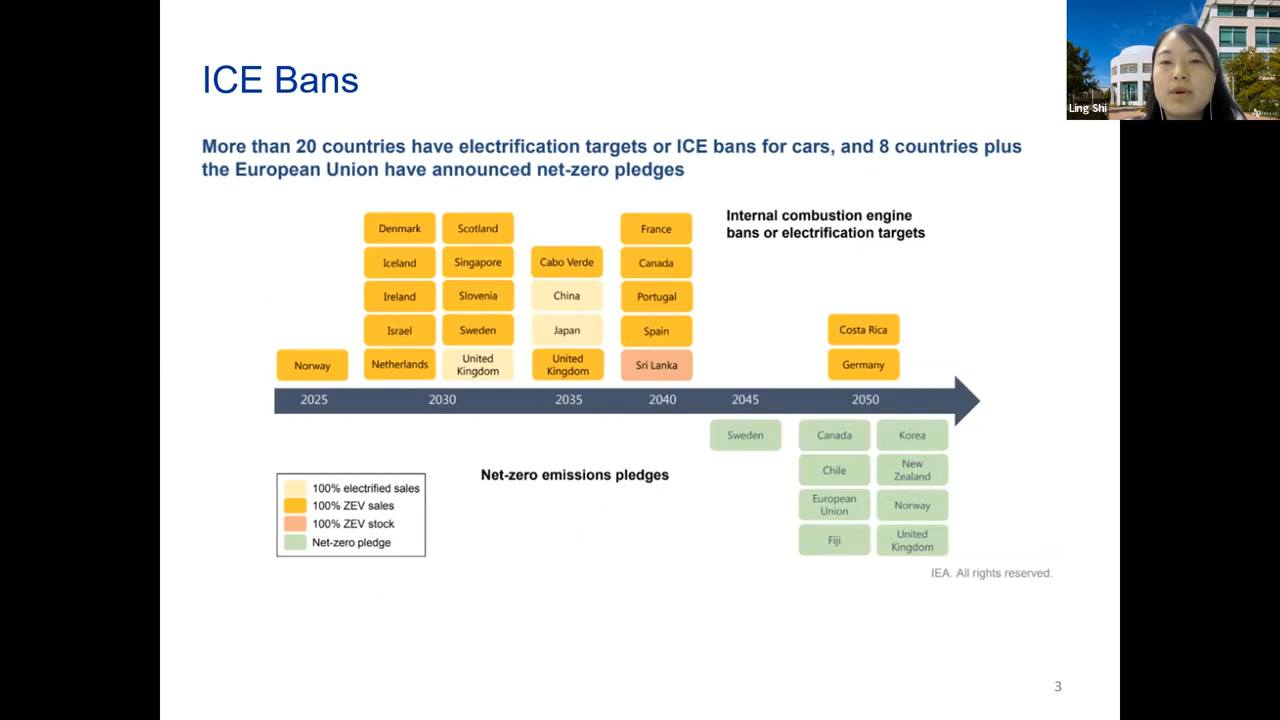 ICE Bans
Ling Shi
More than 20 countries have electrification targets or ICE bans for cars, and 8 countries plus
the European Union have announced net-zero pledges
Internal combustion engine
bans or electrification targets
Denmark
Scotland
France
Iceland
Singapore
Cabo Verde
Canada
Ireland
Slovenia
China
Portugal
Israel
Sweden
Japan
Spain
Costa Rica
Norway
Netherlands
United
Kingdom
United
Kingdom
Sri Lanka
Germany
2025
2030
2035
2040
2045
2050
Sweden
Canada
Korea
Chile
New
Zealand
European
Union
Norway
Fiji
United
Kingdom
Net-zero emissions pledges
100% electrified sales
100% ZEV sales
100% ZEV stock
Net-zero pledge
IEA. All rights reserved.
3